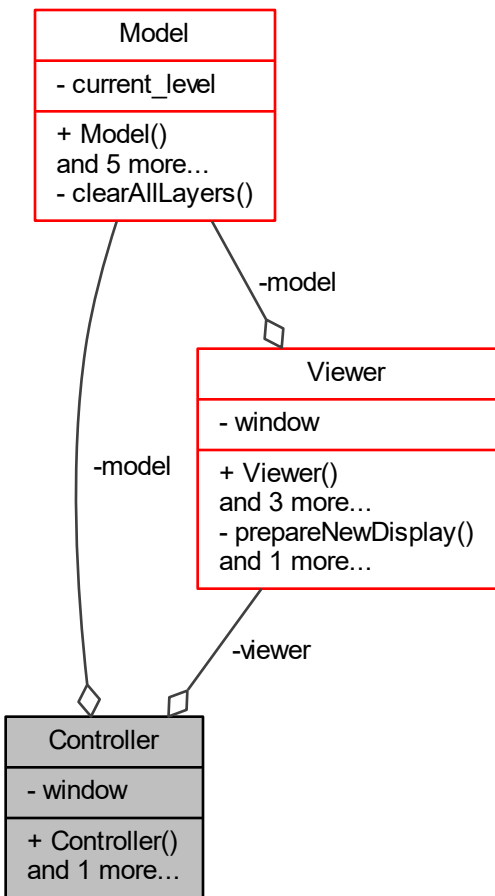 Model
- current_level
+ Model()
and 5 more...
- clearAllLayers()
-model
Viewer
- window
+ Viewer()
and 3 more...
- prepareNewDisplay()
and 1 more...
-model
-viewer
Controller
- window
+ Controller()
and 1 more...